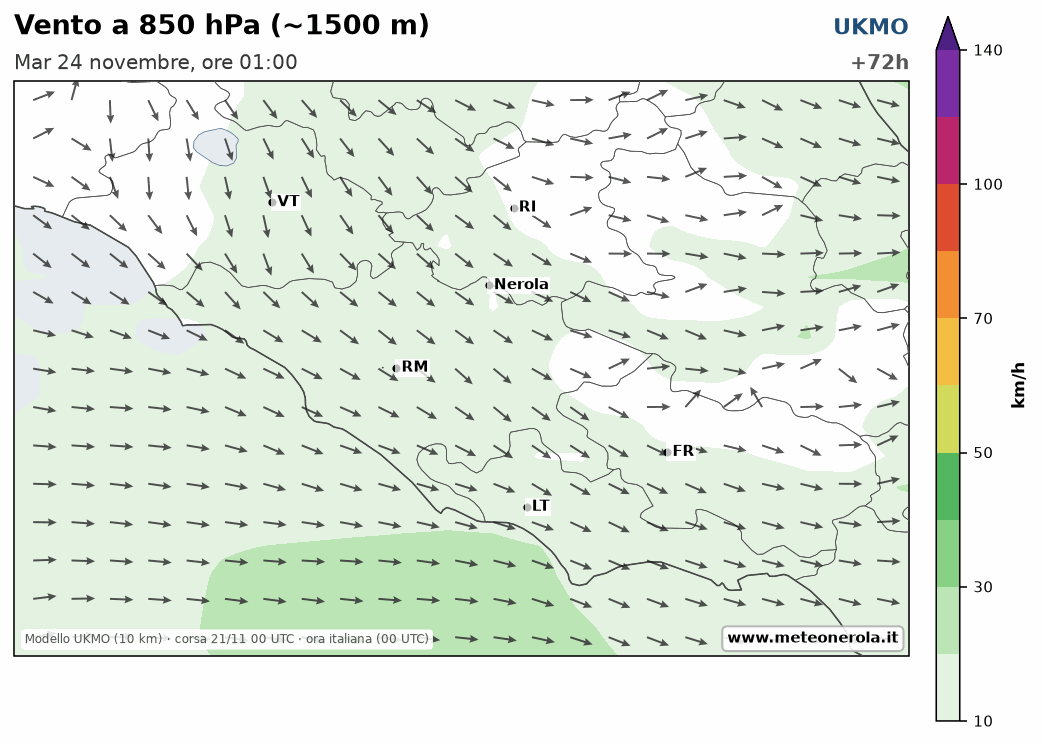 Vento a 850 hPa (~1500 m)
UKMO
Mar 24 novembre, ore 01:00
+72h
VT
RI
Nerola
RM
FR
LT
Modello UKMO (10 km) · corsa 21/11 00 UTC · ora italiana (00 UTC)
www.meteonerola.it
140
100
70
50
30
10
km/h